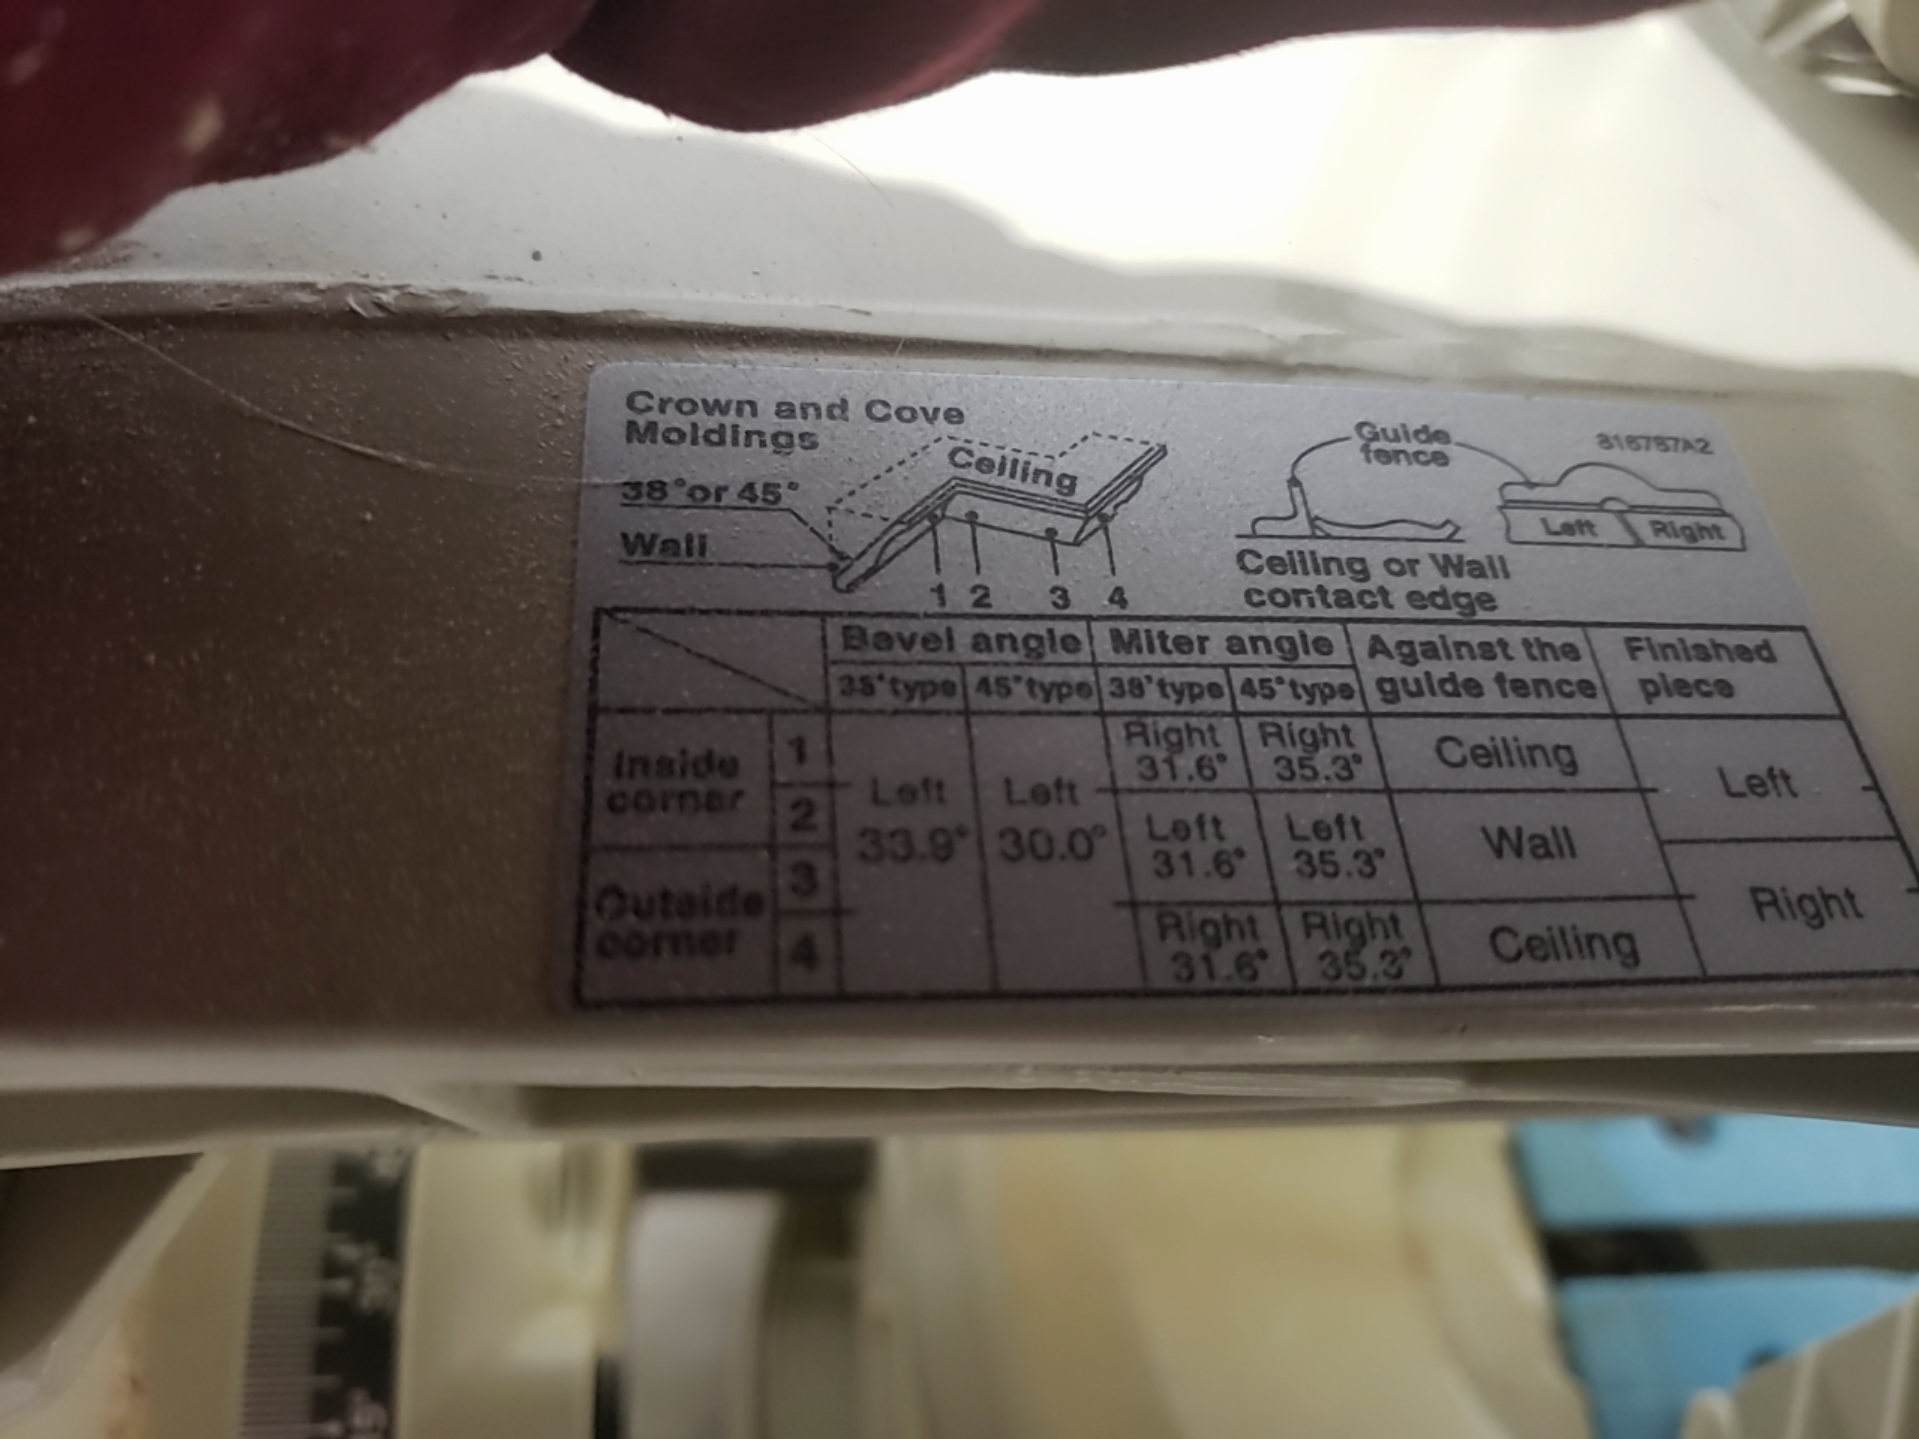 Crown and Cove
Moldings
38°or 45°
Wall
Ceiling
1 2 3 4
Guide
fence
816787A2
Left Right
Ceiling or Wall
contact edge
Bevel angle Miter angle Against the guide fence Finished piece
38°type 45°type 38°type 45°type
Inside corner 1 Left 33.9° Left 30.0° Right 31.6° Right 35.3° Ceiling Left
2 Left 31.6° Left 35.3° Wall
Outside corner 3 Right
4 Right 31.6° Right 35.3° Ceiling